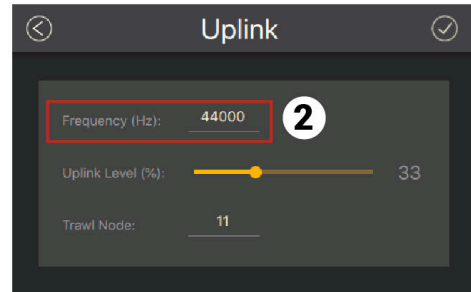 Uplink
Frequency (Hz): 44000 2
Uplink Level (%): 33
Trawl Node: 11